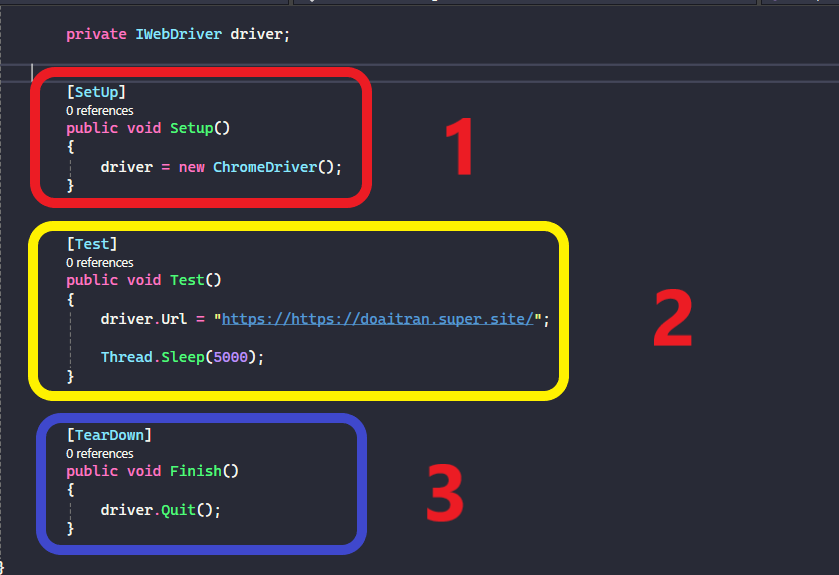 private IWebDriver driver;
[SetUp]
0 references
public void Setup()
{
driver = new ChromeDriver();
}
1
[Test]
0 references
public void Test()
{
driver.Url = "https://https://doaitran.super.site/";
Thread.Sleep(5000);
}
2
[TearDown]
0 references
public void Finish()
{
driver.Quit();
}
3
}